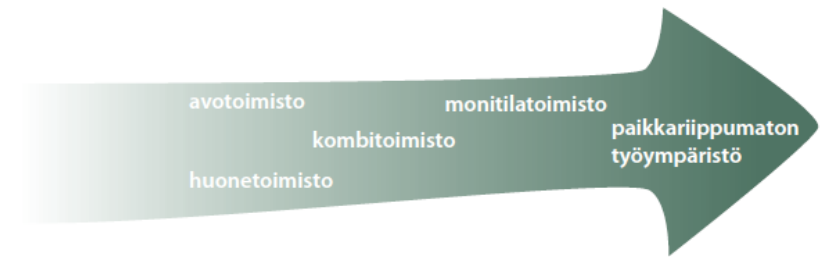 avotoimisto
monitilatoimisto
kombitoimisto
paikkariippumaton
työympäristö
huonetoimisto